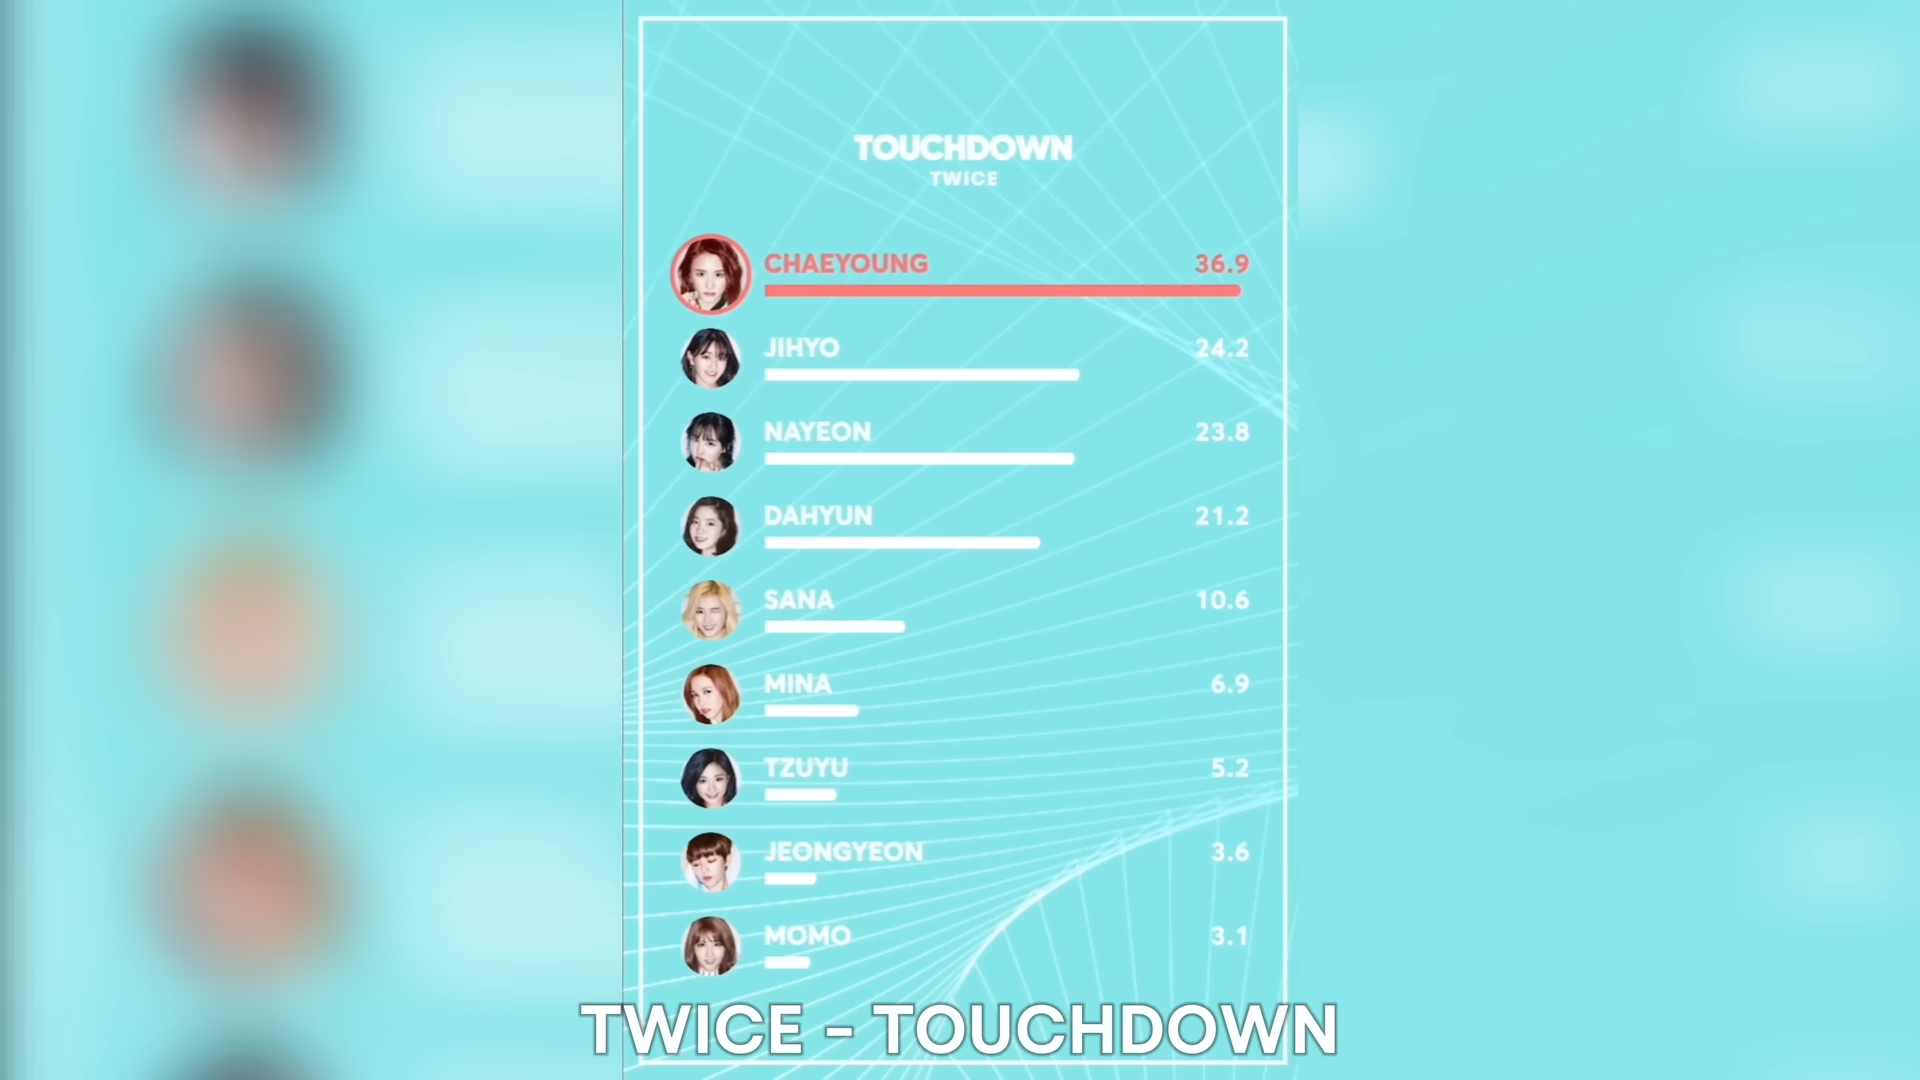 TOUCHDOWN
TWICE
CHAEYOUNG 36.9
JIHYO 24.2
NAYEON 23.8
DAHYUN 21.2
SANA 10.6
MINA 6.9
TZUYU 5.2
JEONGYEON 3.6
MOMO 3.1
TWICE - TOUCHDOWN